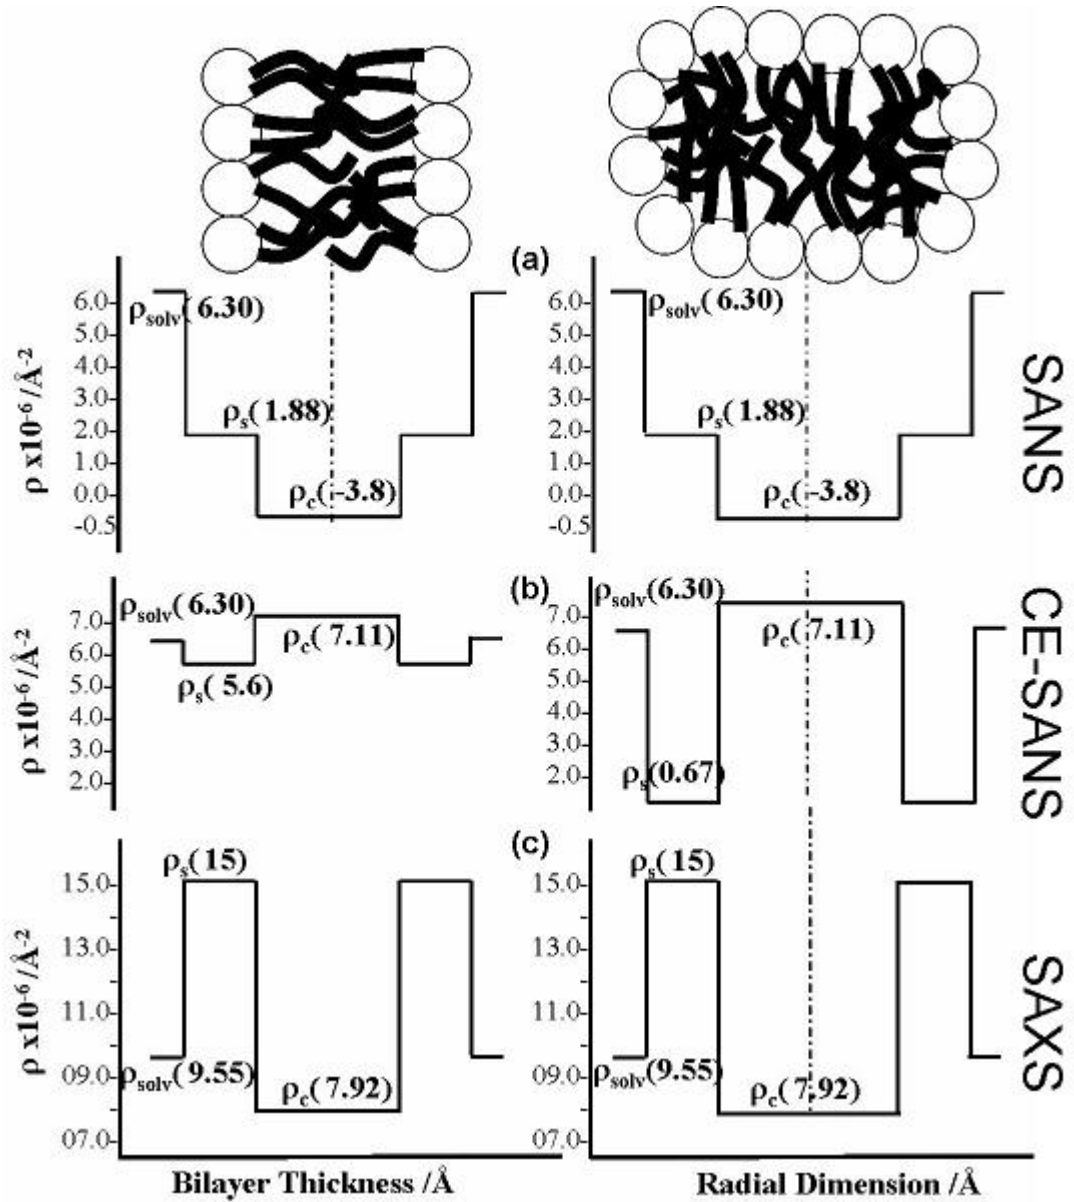 (a)
ρ x10⁻⁶ /Å⁻²
6.0
5.0
4.0
3.0
2.0
1.0
0.0
-0.5
ρsolv(6.30)
ρs(1.88)
ρc(-3.8)
6.0
5.0
4.0
3.0
2.0
1.0
0.0
-0.5
ρsolv(6.30)
ρs(1.88)
ρc(-3.8)
SANS
(b)
ρ x10⁻⁶ /Å⁻²
7.0
6.0
5.0
4.0
3.0
2.0
ρsolv(6.30)
ρc(7.11)
ρs(5.6)
7.0
6.0
5.0
4.0
3.0
2.0
ρsolv(6.30)
ρc(7.11)
ρs(0.67)
CE-SANS
(c)
ρ x10⁻⁶ /Å⁻²
15.0
13.0
11.0
09.0
07.0
ρs(15)
ρsolv(9.55)
ρc(7.92)
15.0
13.0
11.0
09.0
07.0
ρs(15)
ρsolv(9.55)
ρc(7.92)
SAXS
Bilayer Thickness /Å
Radial Dimension /Å